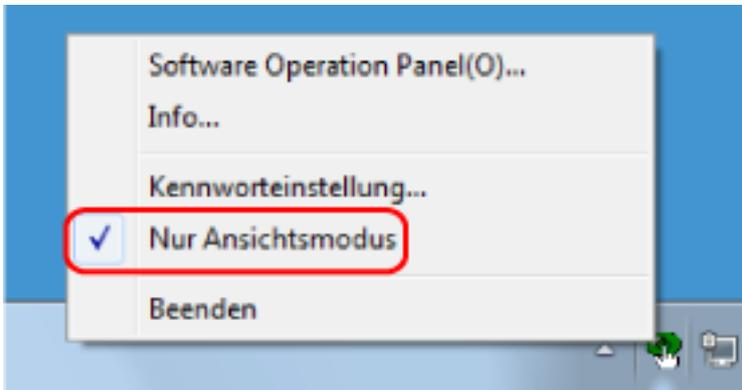 Software Operation Panel(O)...
Info...
Kennworteinstellung...
Nur Ansichtsmodus
Beenden